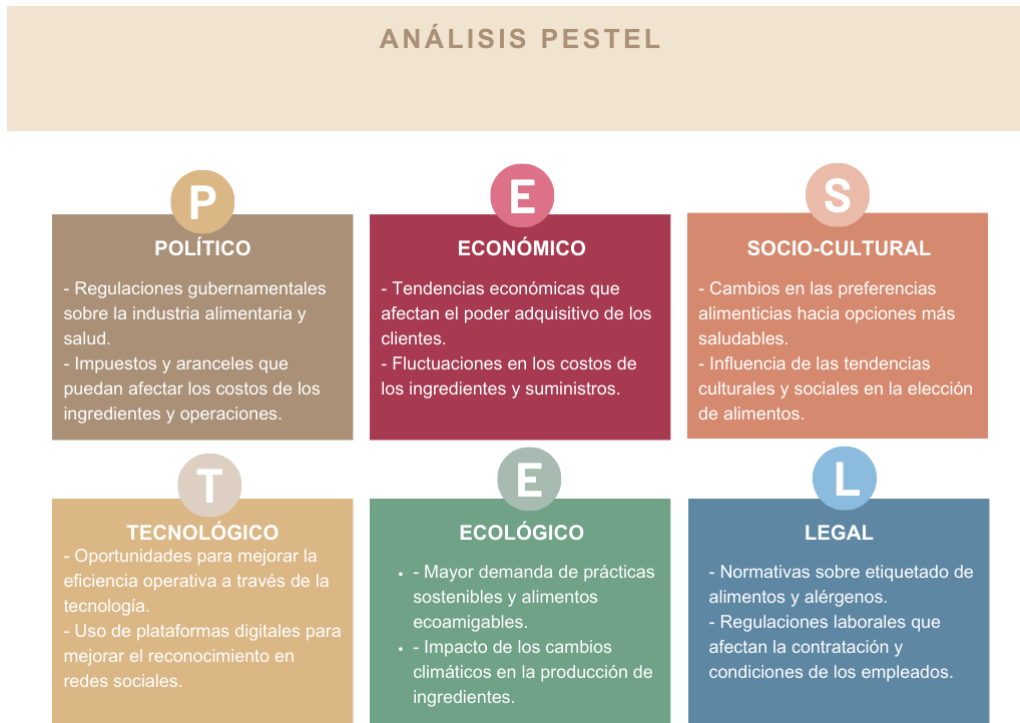 ANÁLISIS PESTEL
P
POLÍTICO
- Regulaciones gubernamentales
sobre la industria alimentaria y
salud.
- Impuestos y aranceles que
puedan afectar los costos de los
ingredientes y operaciones.
E
ECONÓMICO
- Tendencias económicas que
afectan el poder adquisitivo de los
clientes.
- Fluctuaciones en los costos de
los ingredientes y suministros.
S
SOCIO-CULTURAL
- Cambios en las preferencias
alimenticias hacia opciones más
saludables.
- Influencia de las tendencias
culturales y sociales en la elección
de alimentos.
T
TECNOLÓGICO
- Oportunidades para mejorar la
eficiencia operativa a través de la
tecnología.
- Uso de plataformas digitales para
mejorar el reconocimiento en
redes sociales.
E
ECOLÓGICO
• - Mayor demanda de prácticas
sostenibles y alimentos
ecoamigables.
• - Impacto de los cambios
climáticos en la producción de
ingredientes.
L
LEGAL
- Normativas sobre etiquetado de
alimentos y alérgenos.
- Regulaciones laborales que
afectan la contratación y
condiciones de los empleados.